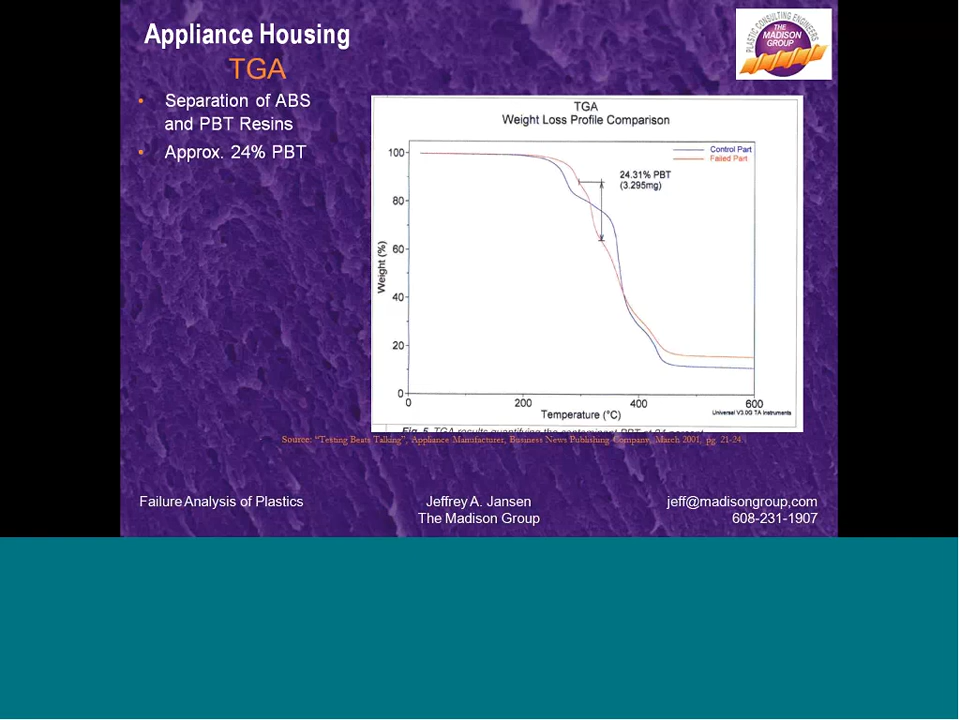 Appliance Housing
TGA
• Separation of ABS
and PBT Resins
• Approx. 24% PBT
PLASTIC CONSULTING ENGINEERS
THE
MADISON
GROUP
TGA
Weight Loss Profile Comparison
Control Part
Failed Part
24.31% PBT
(3.295mg)
Weight (%)
100
80
60
40
20
0
0 200 400 600
Temperature (°C)
Universal V3.0G TA Instruments
Fig. 5. TGA results quantifying the contaminant PBT at 24 percent
Source: “Testing Beats Talking”, Appliance Manufacturer, Business News Publishing Company, March 2001, pg. 21-24.
Failure Analysis of Plastics
Jeffrey A. Jansen
The Madison Group
jeff@madisongroup,com
608-231-1907